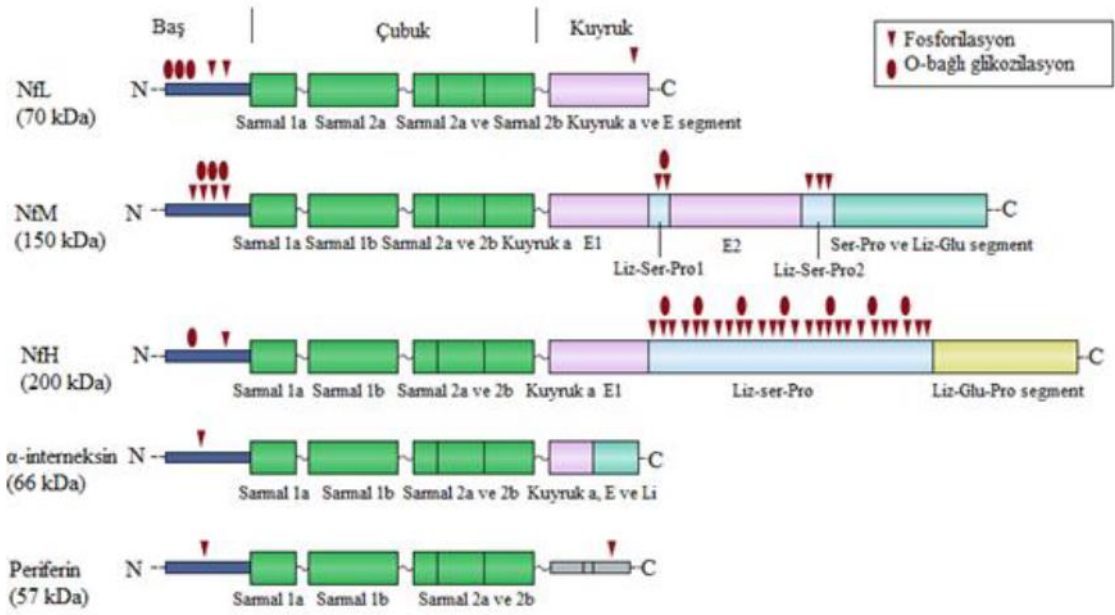 Baş
Çubuk
Kuyruk
Fosforilasyon
O-bağlı glikozilasyon
NfL
(70 kDa)
N
C
Sarmal 1a Sarmal 2a Sarmal 2a ve Sarmal 2b Kuyruk a ve E segment
NfM
(150 kDa)
N
C
Sarmal 1a Sarmal 1b Sarmal 2a ve 2b Kuyruk a E1 E2 Ser-Pro ve Liz-Glu segment
Liz-Ser-Pro1 Liz-Ser-Pro2
NfH
(200 kDa)
N
C
Sarmal 1a Sarmal 1b Sarmal 2a ve 2b Kuyruk a E1 Liz-ser-Pro Liz-Glu-Pro segment
α-interneksin
(66 kDa)
N
C
Sarmal 1a Sarmal 1b Sarmal 2a ve 2b Kuyruk a, E ve Li
Periferin
(57 kDa)
N
C
Sarmal 1a Sarmal 1b Sarmal 2a ve 2b